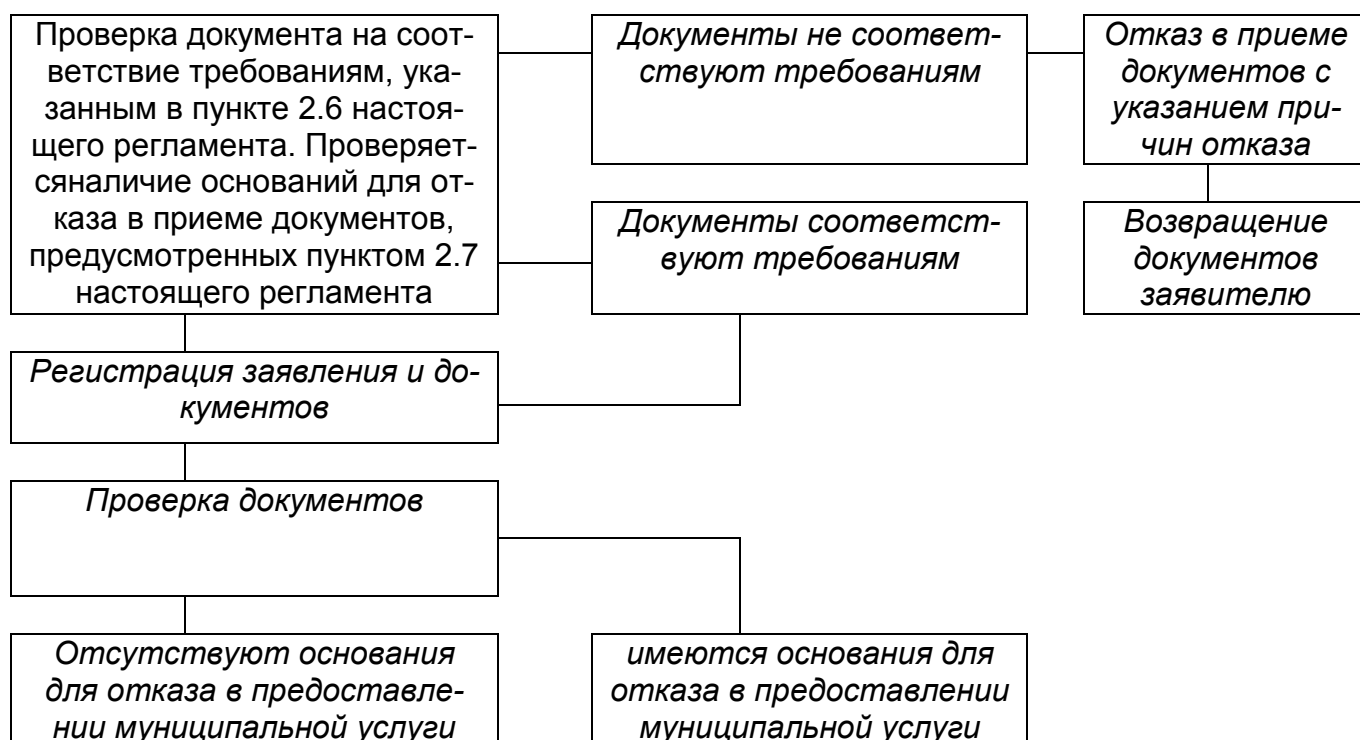 Проверка документа на соот-
ветствие требованиям, ука-
занным в пункте 2.6 настоя-
щего регламента. Проверяет-
сяналичие оснований для от-
каза в приеме документов,
предусмотренных пунктом 2.7
настоящего регламента
Документы не соответ-
ствуют требованиям
Отказ в приеме
документов с
указанием при-
чин отказа
Документы соответст-
вуют требованиям
Возвращение
документов
заявителю
Регистрация заявления и до-
кументов
Проверка документов
Отсутствуют основания
для отказа в предоставле-
нии муниципальной услуги
имеются основания для
отказа в предоставлении
муниципальной услуги